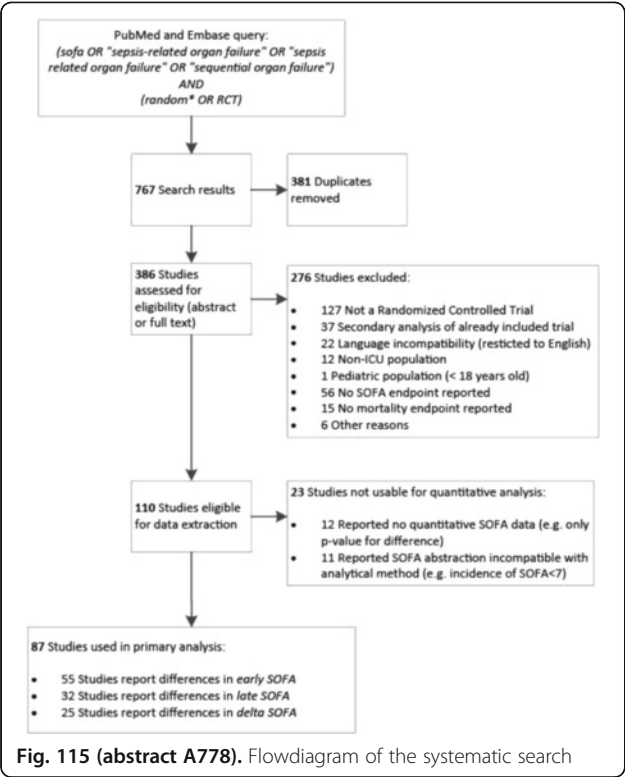 PubMed and Embase query:
(sofa OR "sepsis-related organ failure" OR "sepsis
related organ failure" OR "sequential organ failure")
AND
(random* OR RCT)
767 Search results
381 Duplicates
removed
386 Studies
assessed for
eligibility (abstract
or full text)
276 Studies excluded:
• 127 Not a Randomized Controlled Trial
• 37 Secondary analysis of already included trial
• 22 Language incompatibility (resticted to English)
• 12 Non-ICU population
• 1 Pediatric population (< 18 years old)
• 56 No SOFA endpoint reported
• 15 No mortality endpoint reported
• 6 Other reasons
110 Studies eligible
for data extraction
23 Studies not usable for quantitative analysis:
• 12 Reported no quantitative SOFA data (e.g. only
p-value for difference)
• 11 Reported SOFA abstraction incompatible with
analytical method (e.g. incidence of SOFA<7)
87 Studies used in primary analysis:
• 55 Studies report differences in early SOFA
• 32 Studies report differences in late SOFA
• 25 Studies report differences in delta SOFA
Fig. 115 (abstract A778). Flowdiagram of the systematic search